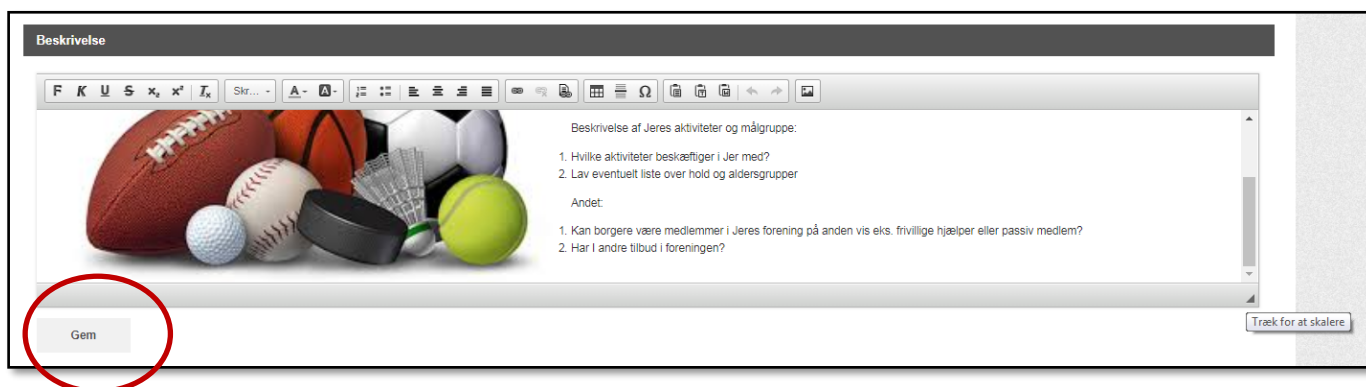 Beskrivelse
F K U S x₂ x² Iₓ Skr... A A Ω
Beskrivelse af Jeres aktiviteter og målgruppe:
1. Hvilke aktiviteter beskæftiger i Jer med?
2. Lav eventuelt liste over hold og aldersgrupper
Andet:
1. Kan borgere være medlemmer i Jeres forening på anden vis eks. frivillige hjælper eller passiv medlem?
2. Har I andre tilbud i foreningen?
Gem
Træk for at skalere